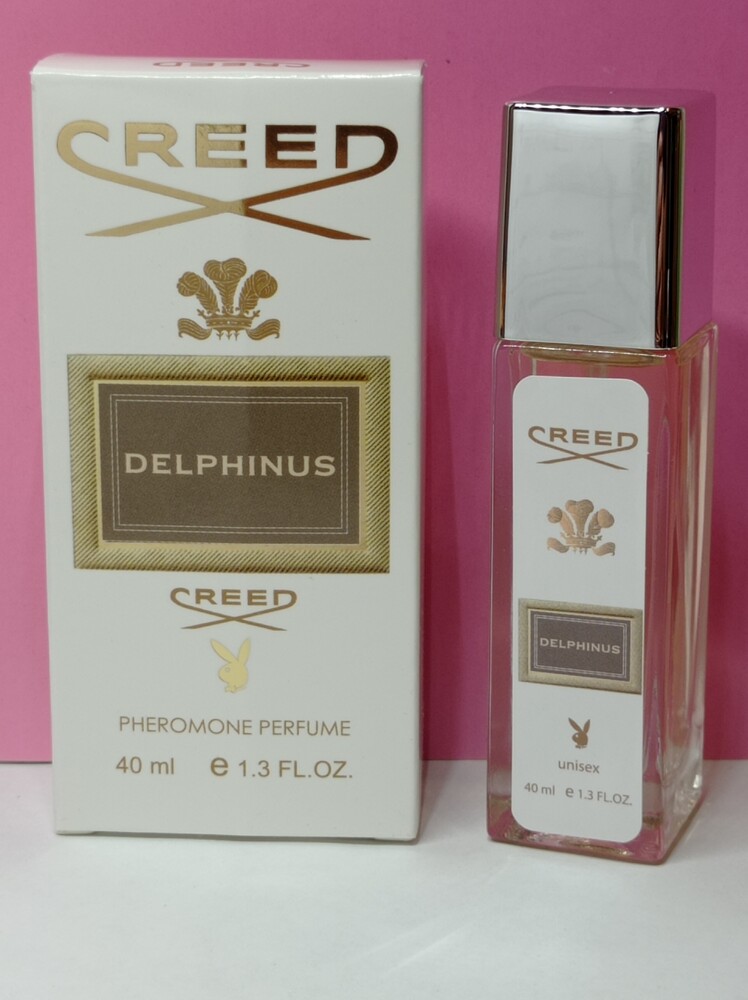 CREED
CREED
DELPHINUS
CREED
PHEROMONE PERFUME
40 ml e 1.3 FL.OZ.
CREED
DELPHINUS
unisex
40 ml e 1.3 FL.OZ.